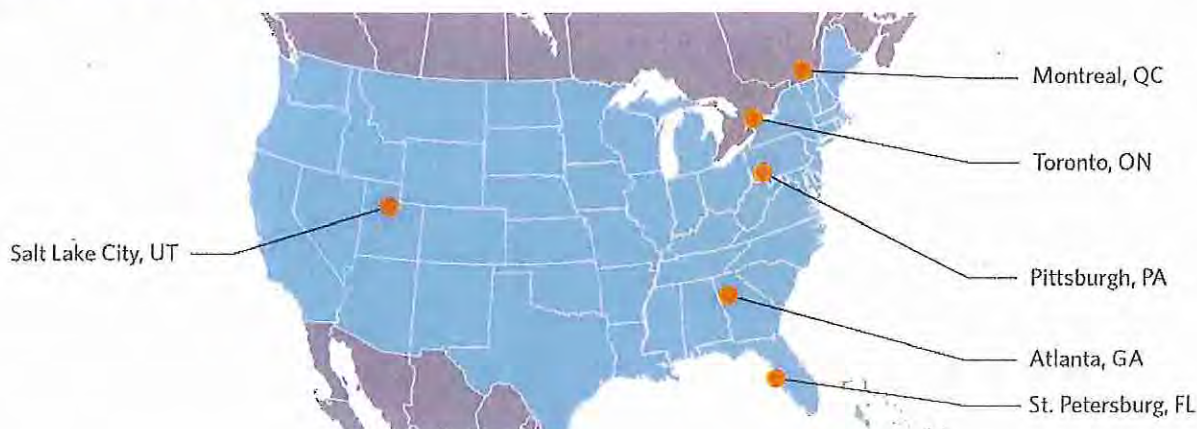 Montreal, QC
Toronto, ON
Salt Lake City, UT
Pittsburgh, PA
Atlanta, GA
St. Petersburg, FL